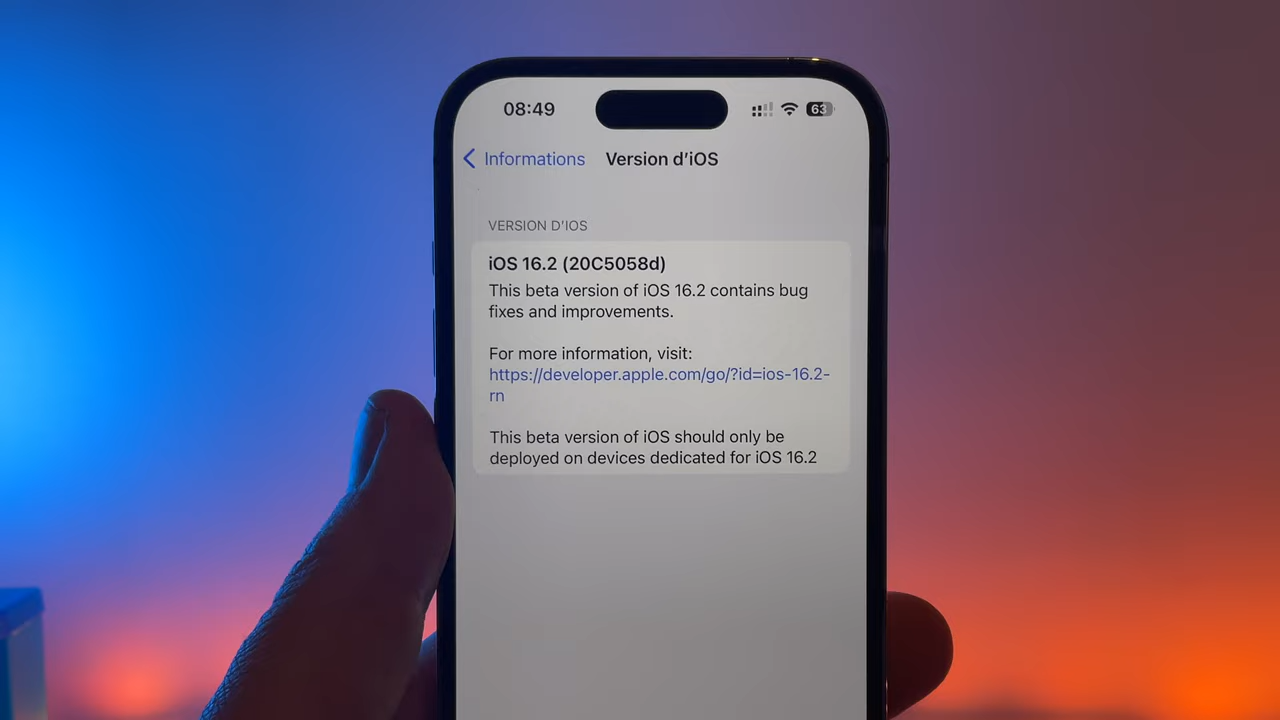 08:49
63
Informations
Version d’iOS
VERSION D’IOS
iOS 16.2 (20C5058d)
This beta version of iOS 16.2 contains bug
fixes and improvements.
For more information, visit:
https://developer.apple.com/go/?id=ios-16.2-
rn
This beta version of iOS should only be
deployed on devices dedicated for iOS 16.2